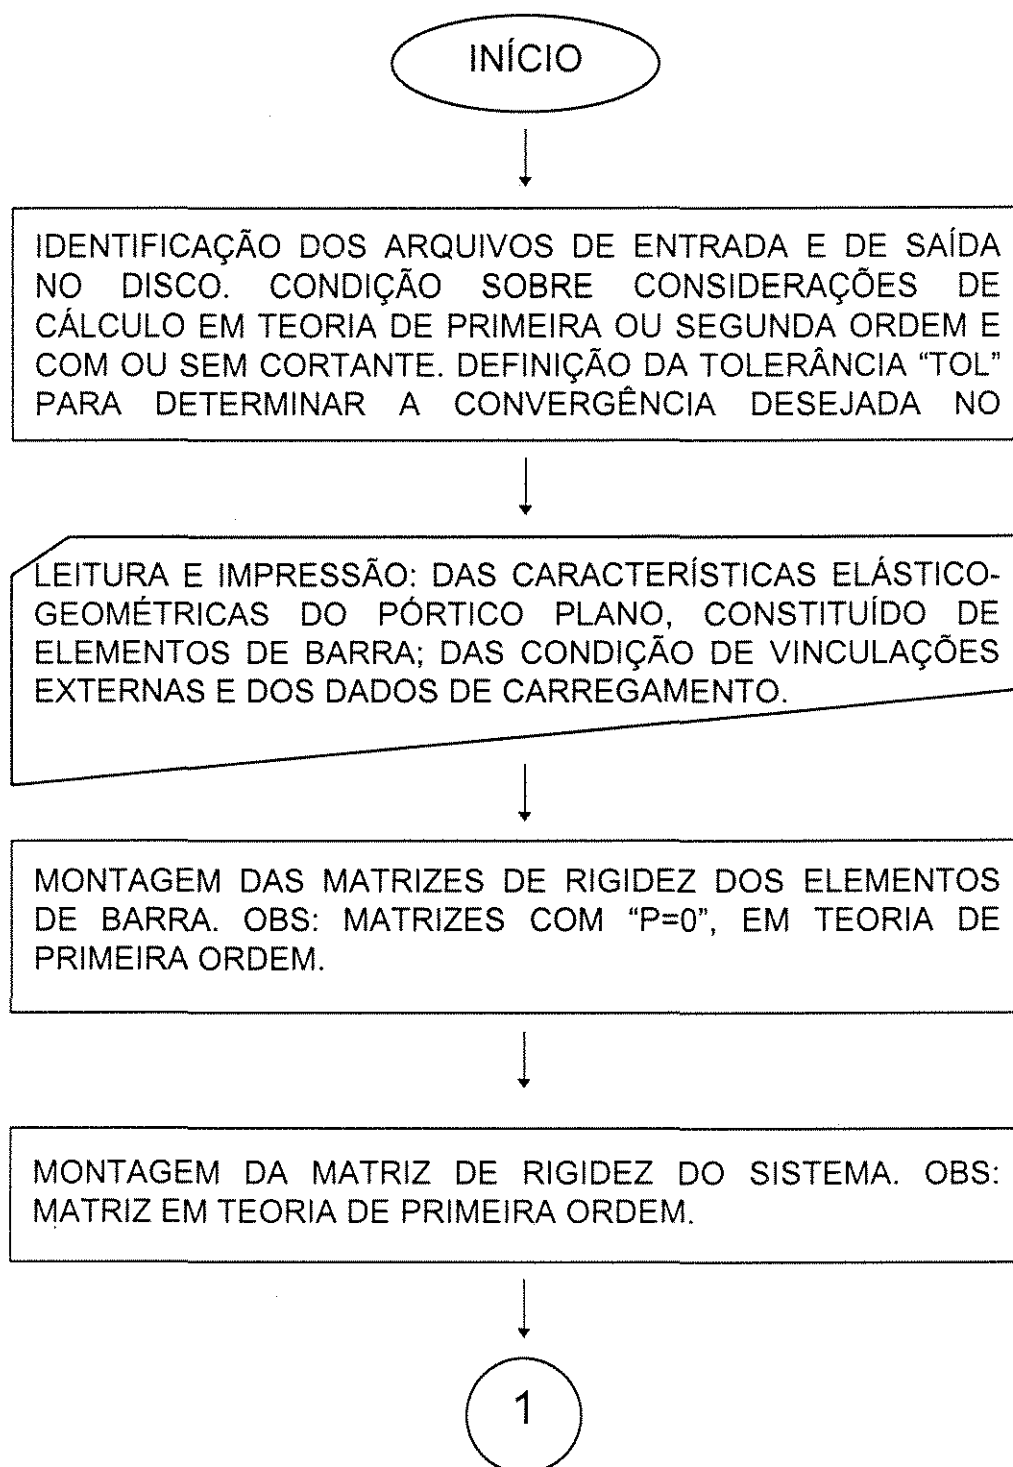 INÍCIO
IDENTIFICAÇÃO DOS ARQUIVOS DE ENTRADA E DE SAÍDA
NO DISCO. CONDIÇÃO SOBRE CONSIDERAÇÕES DE
CÁLCULO EM TEORIA DE PRIMEIRA OU SEGUNDA ORDEM E
COM OU SEM CORTANTE. DEFINIÇÃO DA TOLERÂNCIA “TOL”
PARA DETERMINAR A CONVERGÊNCIA DESEJADA NO
LEITURA E IMPRESSÃO: DAS CARACTERÍSTICAS ELÁSTICO-
GEOMÉTRICAS DO PÓRTICO PLANO, CONSTITUÍDO DE
ELEMENTOS DE BARRA; DAS CONDIÇÃO DE VINCULAÇÕES
EXTERNAS E DOS DADOS DE CARREGAMENTO.
MONTAGEM DAS MATRIZES DE RIGIDEZ DOS ELEMENTOS
DE BARRA. OBS: MATRIZES COM “P=0”, EM TEORIA DE
PRIMEIRA ORDEM.
MONTAGEM DA MATRIZ DE RIGIDEZ DO SISTEMA. OBS:
MATRIZ EM TEORIA DE PRIMEIRA ORDEM.
1